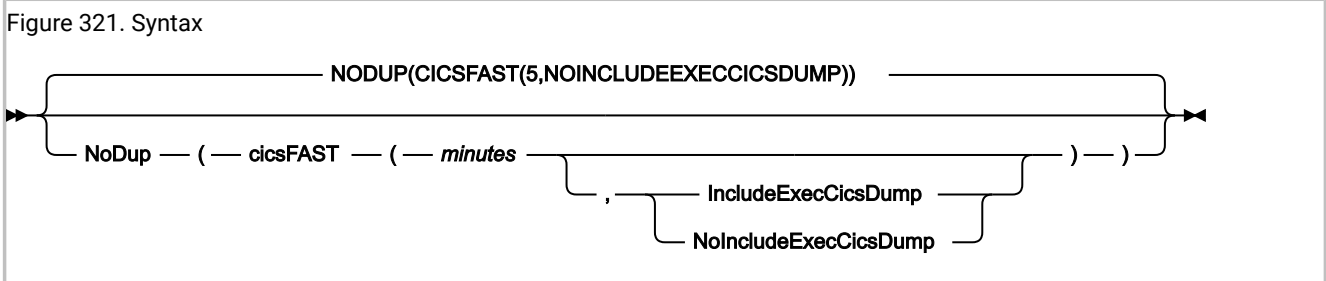 Figure 321. Syntax
NODUP(CICSFAST(5,NOINCLUDEEXECCICSDUMP))
NoDup ( cicsFAST ( minutes ) )
, IncludeExecCicsDump
NoIncludeExecCicsDump